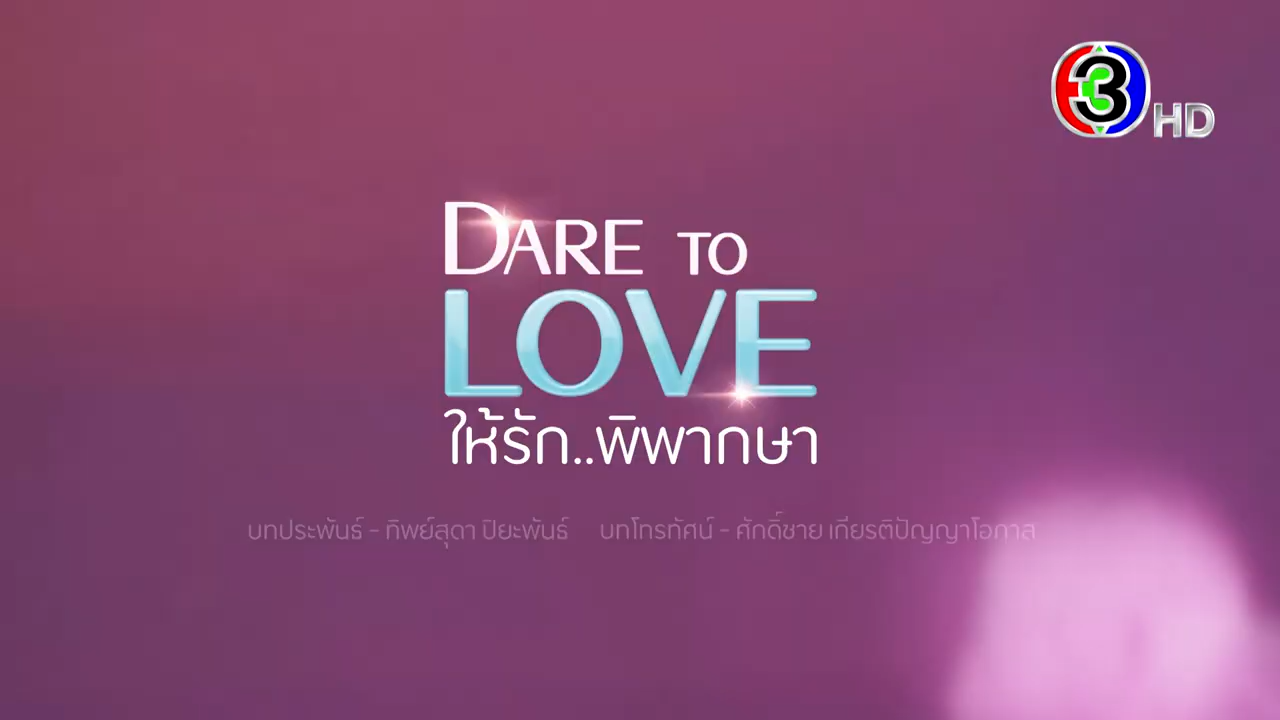 3 HD
DARE TO
LOVE
ให้รัก..พิพากษา
บทประพันธ์ - ทิพย์สุดา ปิยะพันธ์ บทโทรทัศน์ - ศักดิ์ชาย เกียรติปัญญาโอภาส